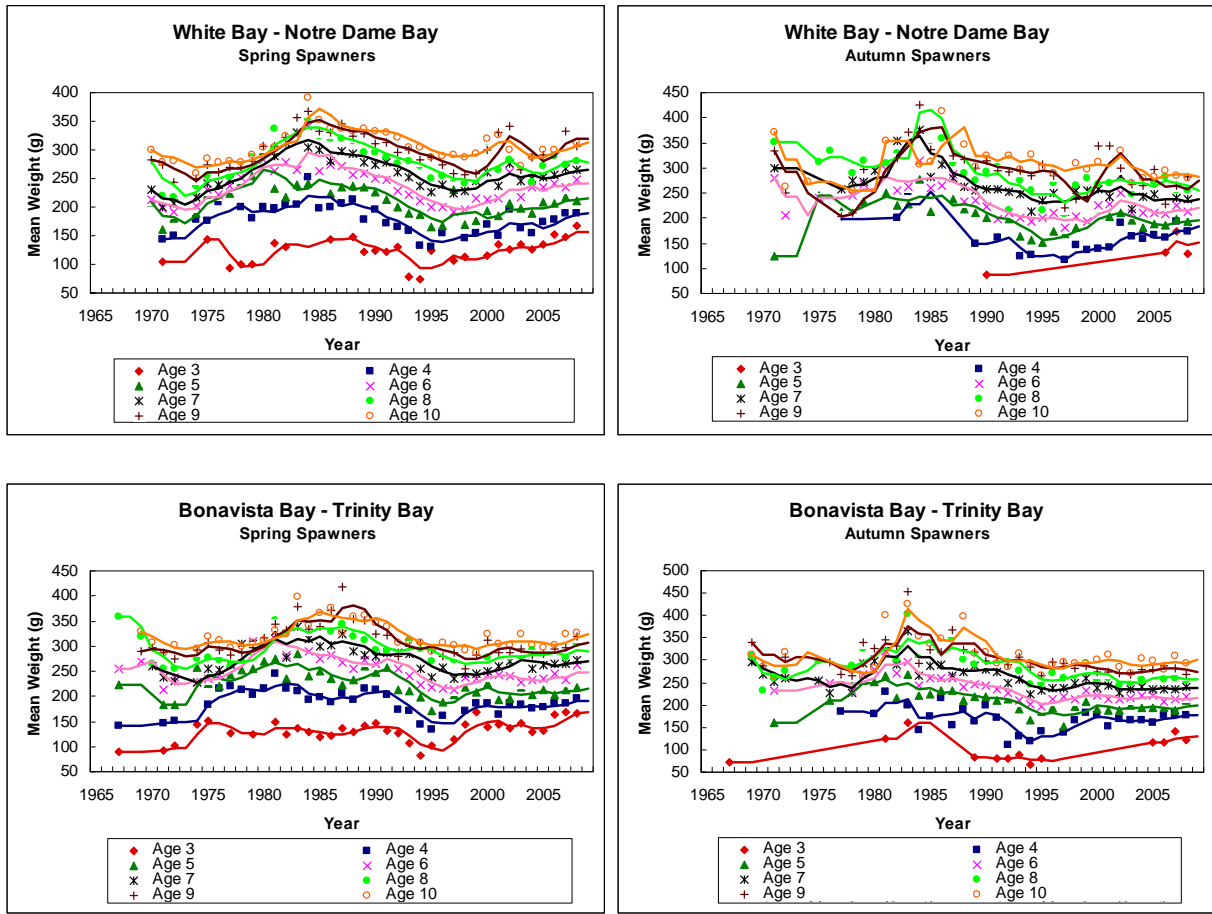 White Bay - Notre Dame Bay
Spring Spawners
Mean Weight (g)
400
350
300
250
200
150
100
50
1965 1970 1975 1980 1985 1990 1995 2000 2005
Year
Age 3 Age 4
Age 5 Age 6
Age 7 Age 8
Age 9 Age 10
White Bay - Notre Dame Bay
Autumn Spawners
Mean Weight (g)
450
400
350
300
250
200
150
100
50
1965 1970 1975 1980 1985 1990 1995 2000 2005
Year
Age 3 Age 4
Age 5 Age 6
Age 7 Age 8
Age 9 Age 10
Bonavista Bay - Trinity Bay
Spring Spawners
Mean Weight (g)
450
400
350
300
250
200
150
100
50
1965 1970 1975 1980 1985 1990 1995 2000 2005
Year
Age 3 Age 4
Age 5 Age 6
Age 7 Age 8
Age 9 Age 10
Bonavista Bay - Trinity Bay
Autumn Spawners
Mean Weight (g)
500
450
400
350
300
250
200
150
100
50
1965 1970 1975 1980 1985 1990 1995 2000 2005
Year
Age 3 Age 4
Age 5 Age 6
Age 7 Age 8
Age 9 Age 10